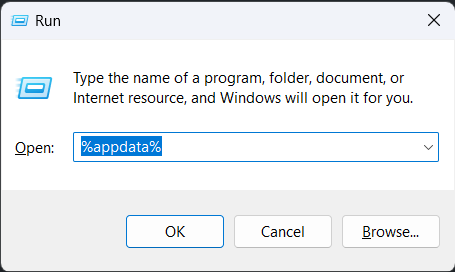 Run
Type the name of a program, folder, document, or
Internet resource, and Windows will open it for you.
Open: %appdata%
OK Cancel Browse...